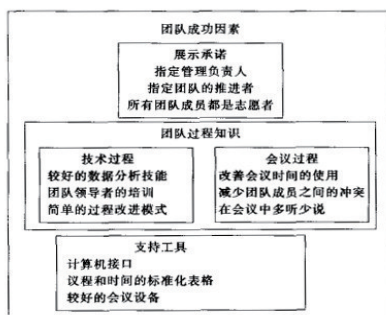 团队成功因素
展示承诺
指定管理负责人
指定团队的推进者
所有团队成员都是志愿者
团队过程知识
技术过程
较好的数据分析技能
团队领导者的培训
简单的过程改进模式
会议过程
改善会议时间的使用
减少团队成员之间的冲突
在会议中多听少说
支持工具
计算机接口
议程和时间的标准化表格
较好的会议设备